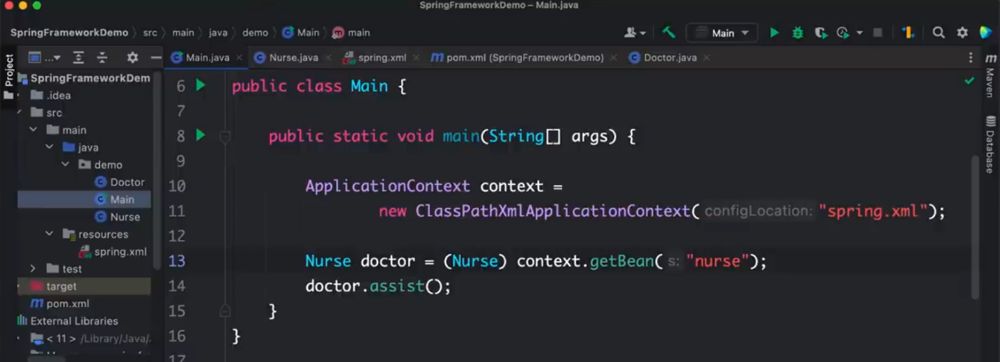 SpringFrameworkDemo – Main.java
SpringFrameworkDemo src main java demo Main main
Main
Main.java Nurse.java spring.xml pom.xml (SpringFrameworkDemo) Doctor.java
Project
...
SpringFrameworkDem
.idea
src
main
java
demo
Doctor
Main
Nurse
resources
spring.xml
test
target
pom.xml
External Libraries
< 11 > /Library/Java/
6 public class Main {
7
8 public static void main(String[] args) {
9
10 ApplicationContext context =
11 new ClassPathXmlApplicationContext( configLocation: "spring.xml");
12
13 Nurse doctor = (Nurse) context.getBean( s: "nurse");
14 doctor.assist();
15 }
16 }
17
Maven
Database